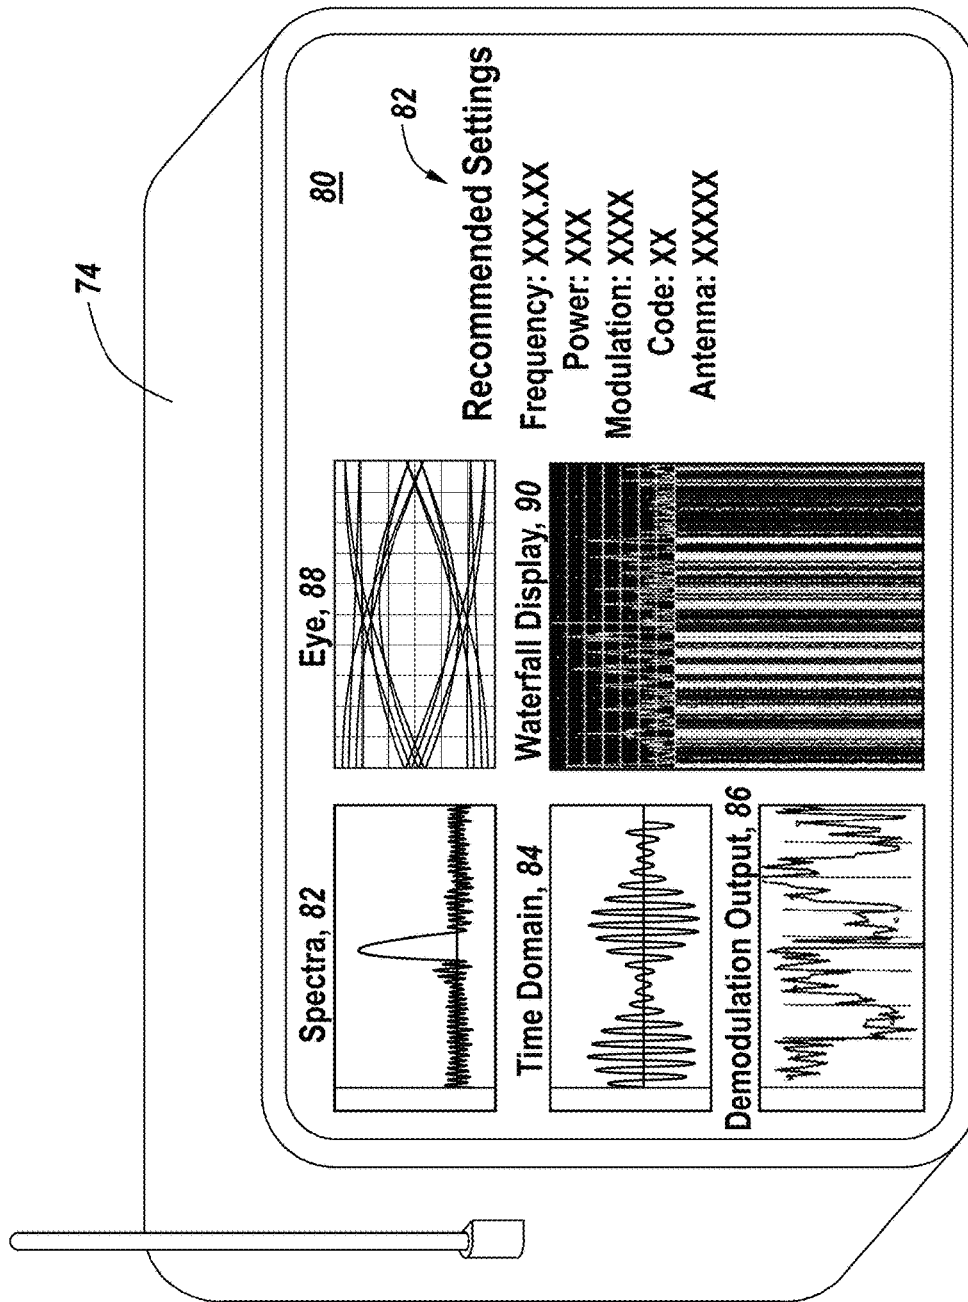 74
80
82
Spectra, 82
Eye, 88
Recommended Settings
Frequency: XXX.XX
Power: XXX
Modulation: XXXX
Code: XX
Antenna: XXXXX
Time Domain, 84
Waterfall Display, 90
Demodulation Output, 86